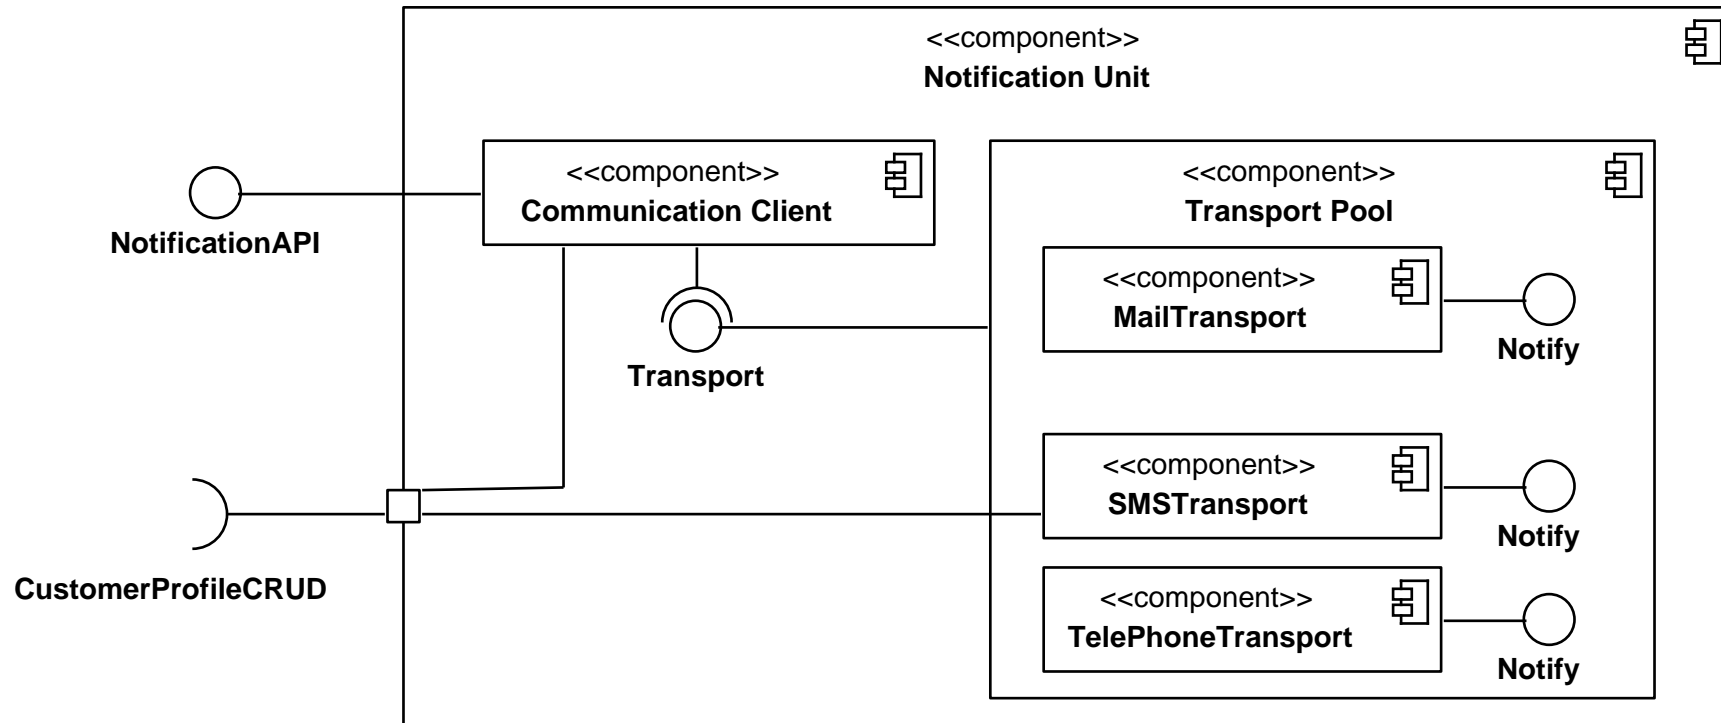 <<component>>
Notification Unit
<<component>>
Communication Client
<<component>>
Transport Pool
NotificationAPI
<<component>>
MailTransport
Notify
Transport
<<component>>
SMSTransport
Notify
CustomerProfileCRUD
<<component>>
TelePhoneTransport
Notify